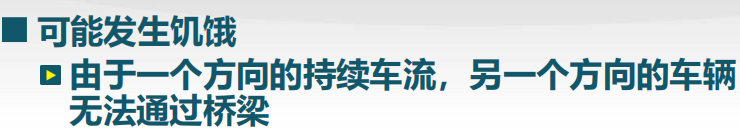 可能发生饥饿
由于一个方向的持续车流，另一个方向的车辆
无法通过桥梁